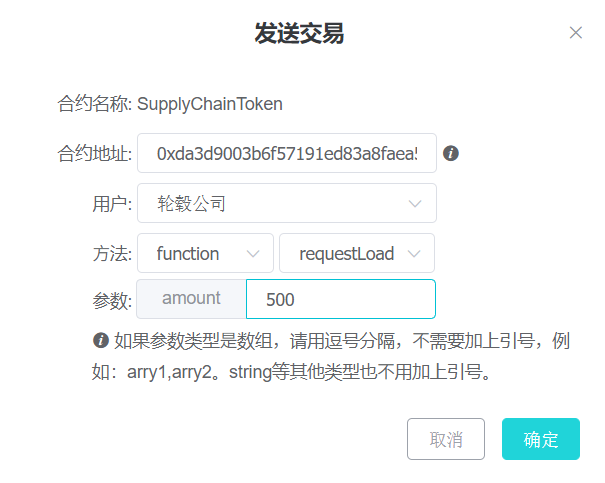 发送交易
合约名称: SupplyChainToken
合约地址: 0xda3d9003b6f57191ed83a8faea5
用户: 轮毂公司
方法: function requestLoad
参数: amount 500
如果参数类型是数组，请用逗号分隔，不需要加上引号，例
如：arry1,arry2。string等其他类型也不用加上引号。
取消 确定